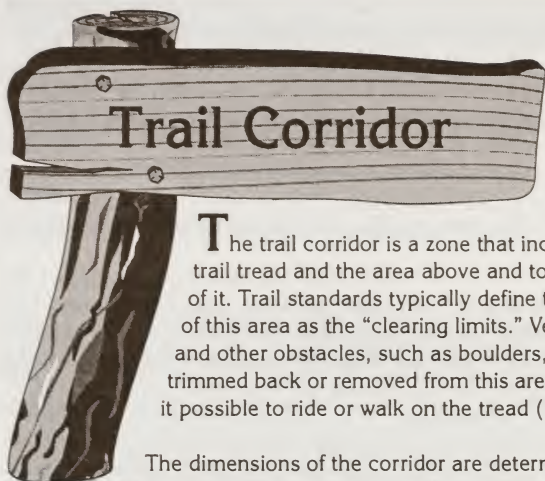 Trail Corridor
The trail corridor is a zone that inc
trail tread and the area above and to
of it. Trail standards typically define t
of this area as the “clearing limits.” Ve
and other obstacles, such as boulders,
trimmed back or removed from this are
it possible to ride or walk on the tread (
The dimensions of the corridor are determ